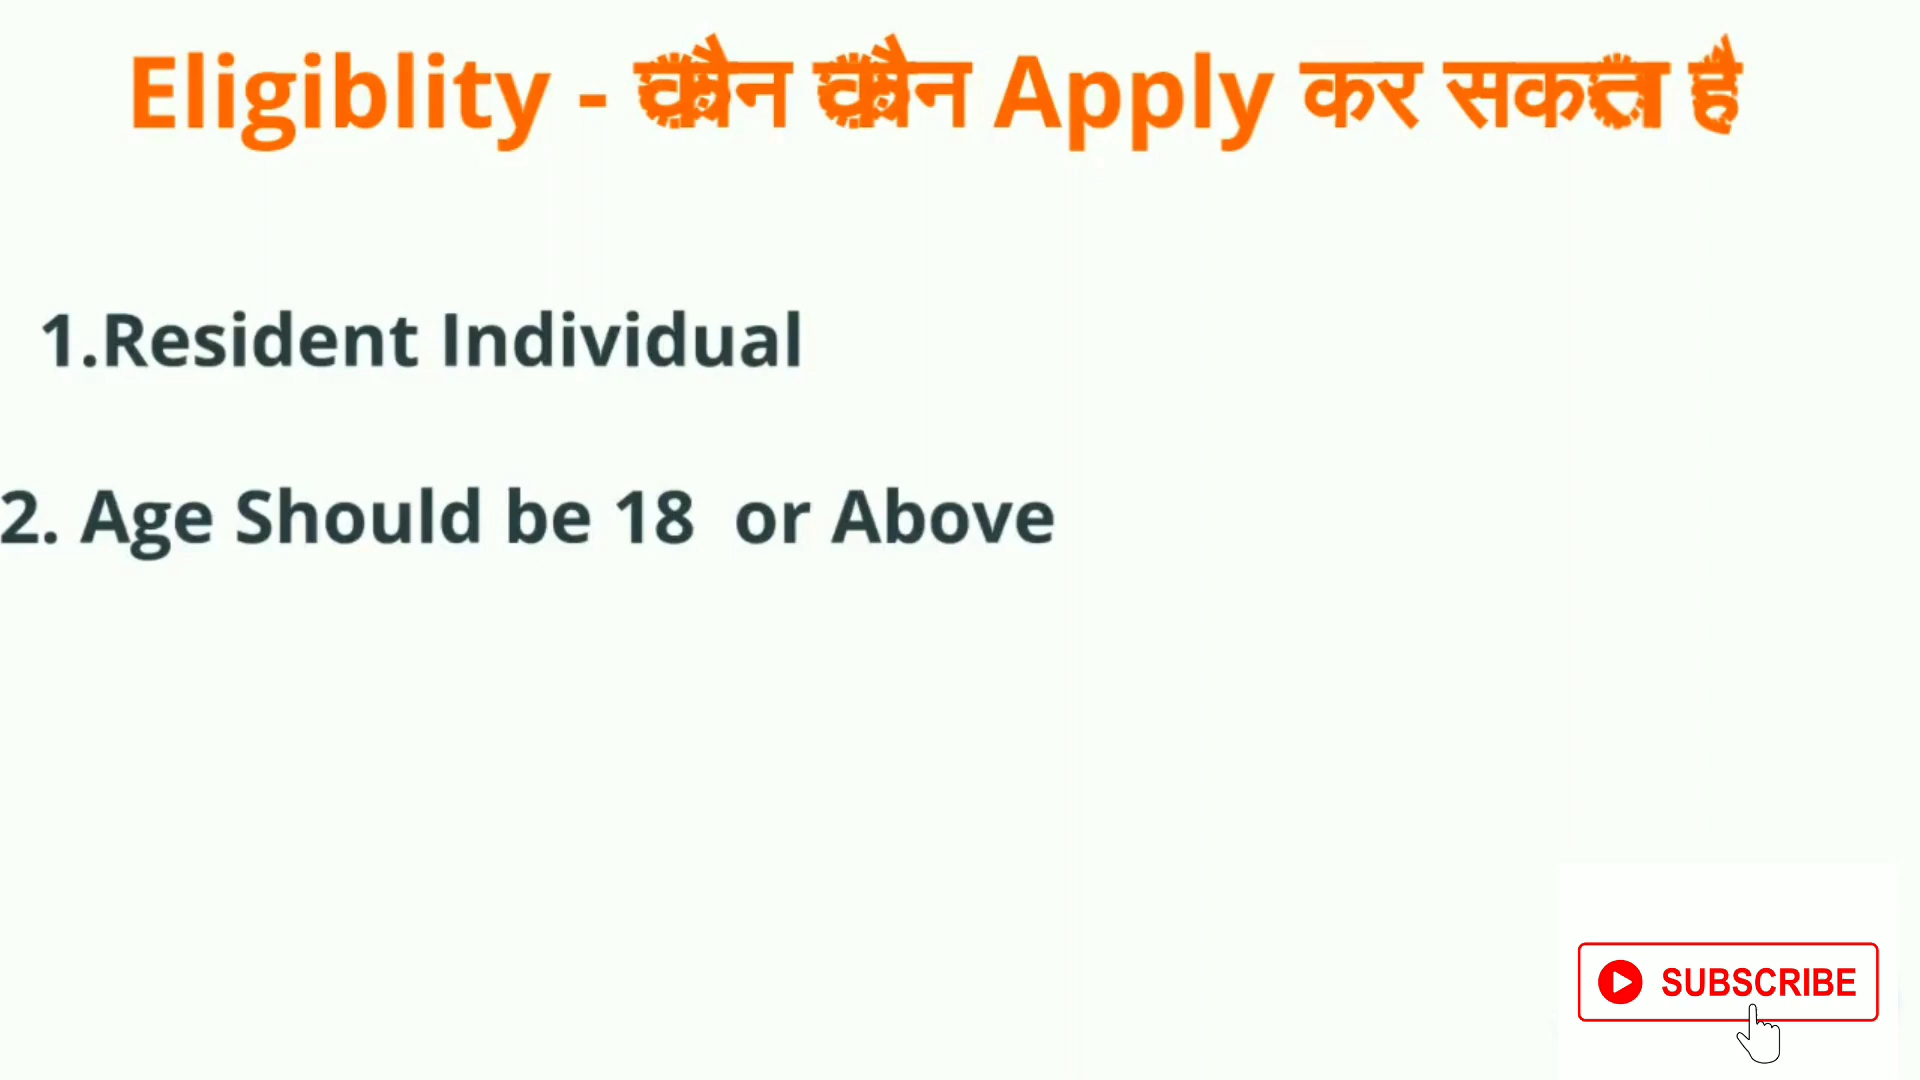 Eligiblity - कौन कौन Apply कर सकता है
1.Resident Individual
2. Age Should be 18 or Above
SUBSCRIBE